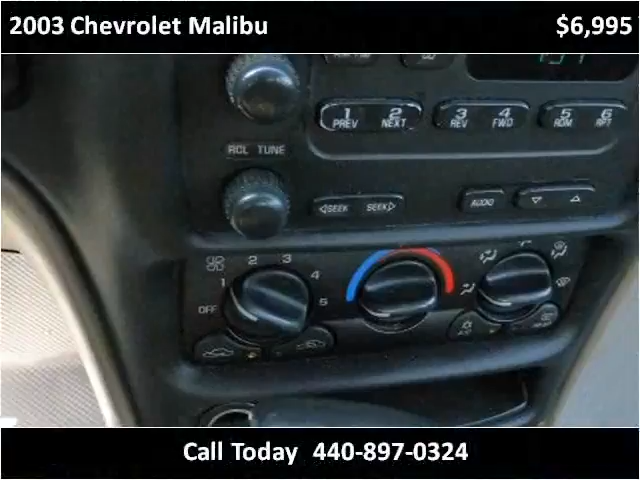 2003 Chevrolet Malibu $6,995
1 2 3 4 5 6
PREV NEXT REV FWD RDM RPT
RCL TUNE
◁SEEK SEEK▷ AUDIO
2 3
1 4
OFF 5
Call Today 440-897-0324